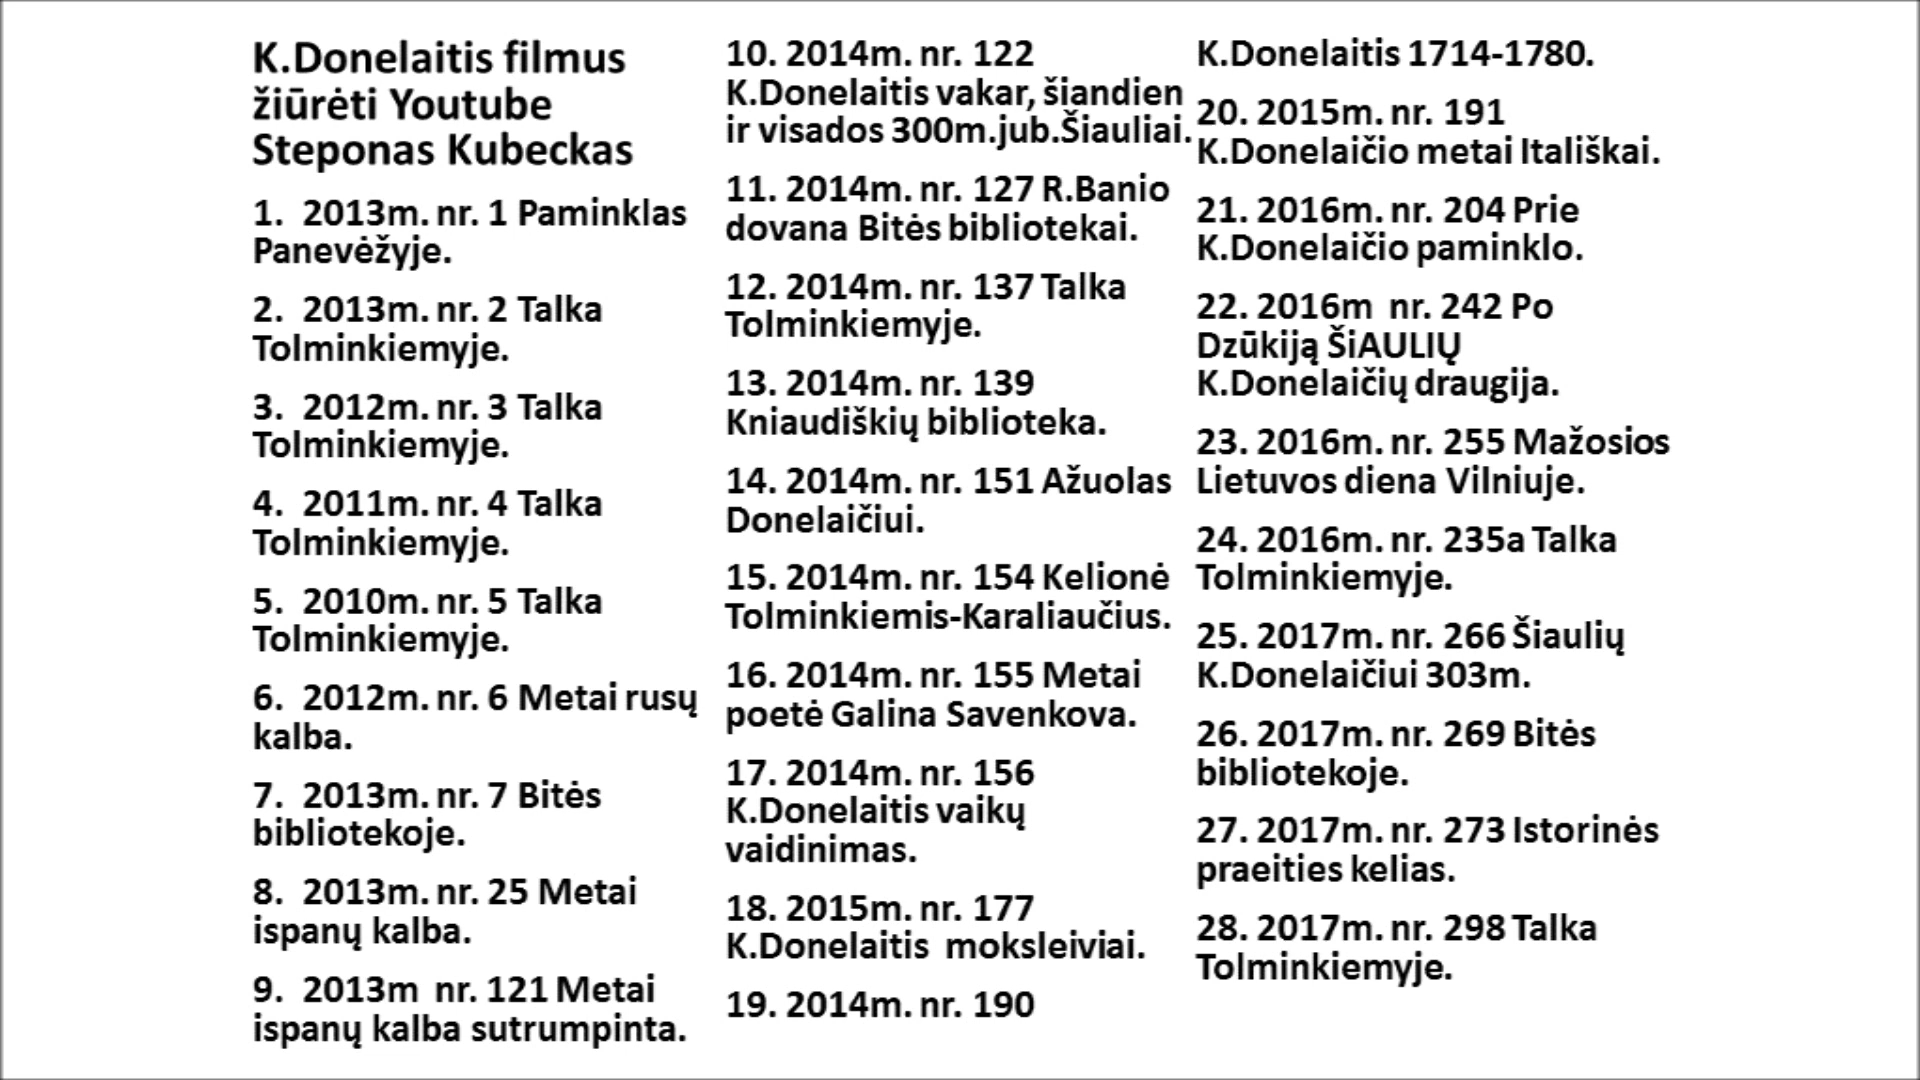 K.Donelaitis filmus
žiūrėti Youtube
Steponas Kubeckas
1. 2013m. nr. 1 Paminklas
Panevėžyje.
2. 2013m. nr. 2 Talka
Tolminkiemyje.
3. 2012m. nr. 3 Talka
Tolminkiemyje.
4. 2011m. nr. 4 Talka
Tolminkiemyje.
5. 2010m. nr. 5 Talka
Tolminkiemyje.
6. 2012m. nr. 6 Metai rusų
kalba.
7. 2013m. nr. 7 Bitės
bibliotekoje.
8. 2013m. nr. 25 Metai
ispanų kalba.
9. 2013m nr. 121 Metai
ispanų kalba sutrumpinta.
10. 2014m. nr. 122
K.Donelaitis vakar, šiandien
ir visados 300m.jub.Šiauliai.
11. 2014m. nr. 127 R.Banio
dovana Bitės bibliotekai.
12. 2014m. nr. 137 Talka
Tolminkiemyje.
13. 2014m. nr. 139
Kniaudiškių biblioteka.
14. 2014m. nr. 151 Ažuolas
Donelaičiui.
15. 2014m. nr. 154 Kelionė
Tolminkiemis-Karaliaučius.
16. 2014m. nr. 155 Metai
poetė Galina Savenkova.
17. 2014m. nr. 156
K.Donelaitis vaikų
vaidinimas.
18. 2015m. nr. 177
K.Donelaitis moksleiviai.
19. 2014m. nr. 190
K.Donelaitis 1714-1780.
20. 2015m. nr. 191
K.Donelaičio metai Itališkai.
21. 2016m. nr. 204 Prie
K.Donelaičio paminklo.
22. 2016m nr. 242 Po
Dzūkiją ŠiAULIŲ
K.Donelaičių draugija.
23. 2016m. nr. 255 Mažosios
Lietuvos diena Vilniuje.
24. 2016m. nr. 235a Talka
Tolminkiemyje.
25. 2017m. nr. 266 Šiaulių
K.Donelaičiui 303m.
26. 2017m. nr. 269 Bitės
bibliotekoje.
27. 2017m. nr. 273 Istorinės
praeities kelias.
28. 2017m. nr. 298 Talka
Tolminkiemyje.